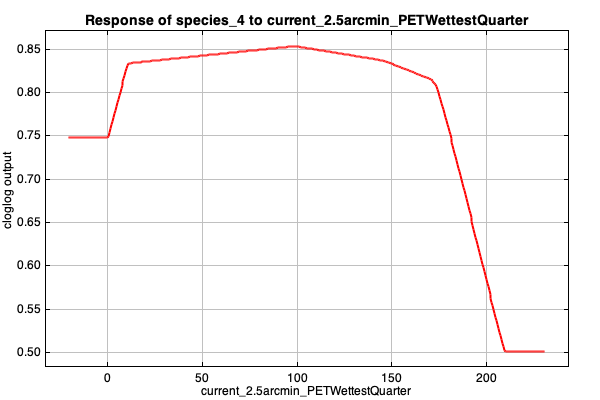 Response of species_4 to current_2.5arcmin_PETWettestQuarter
cloglog output
0.85
0.80
0.75
0.70
0.65
0.60
0.55
0.50
0 50 100 150 200
current_2.5arcmin_PETWettestQuarter